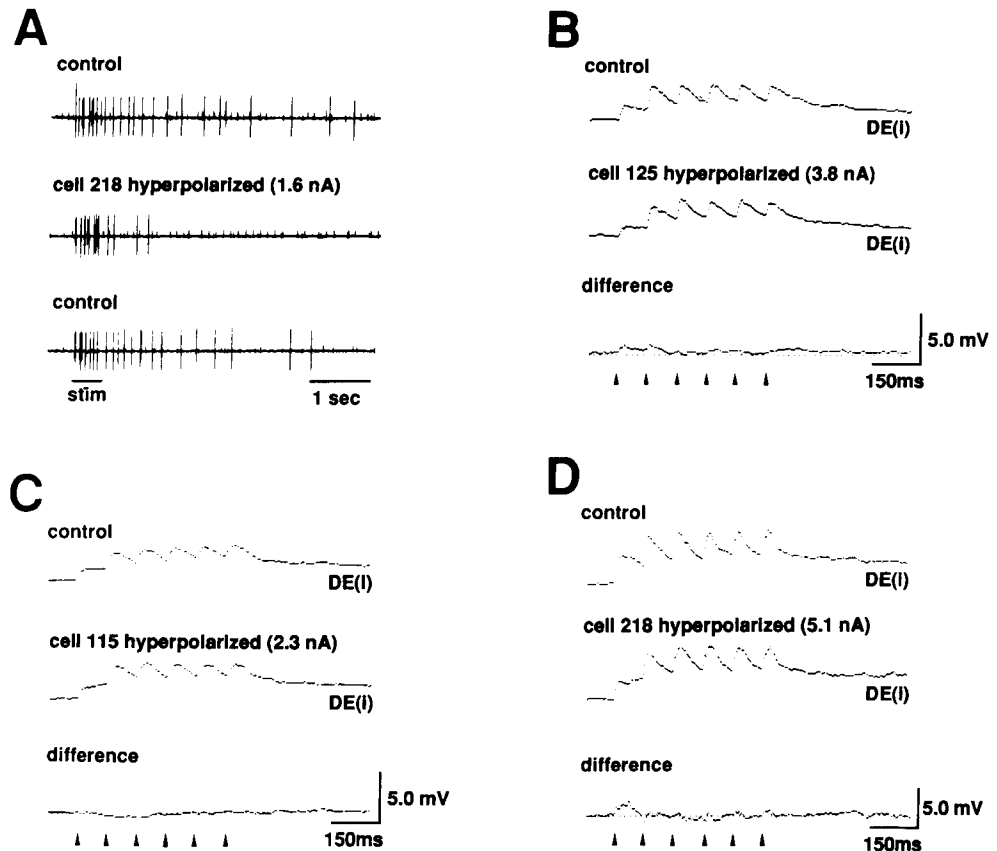 A
control
cell 218 hyperpolarized (1.6 nA)
control
stim
1 sec
B
control
DE(i)
cell 125 hyperpolarized (3.8 nA)
DE(i)
difference
5.0 mV
150ms
C
control
DE(i)
cell 115 hyperpolarized (2.3 nA)
DE(i)
difference
5.0 mV
150ms
D
control
DE(i)
cell 218 hyperpolarized (5.1 nA)
DE(i)
difference
5.0 mV
150ms